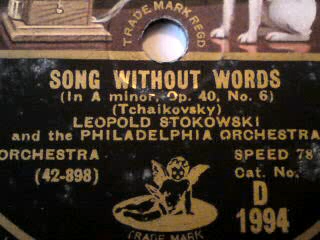 TRADE MARK REGD
SONG WITHOUT WORDS
(In A minor, Op. 40, No. 6)
(Tchaikovsky)
LEOPOLD STOKOWSKI
and the PHILADELPHIA ORCHESTRA
ORCHESTRA SPEED 78
(42-898) Cat. No.
D
1994
TRADE MARK